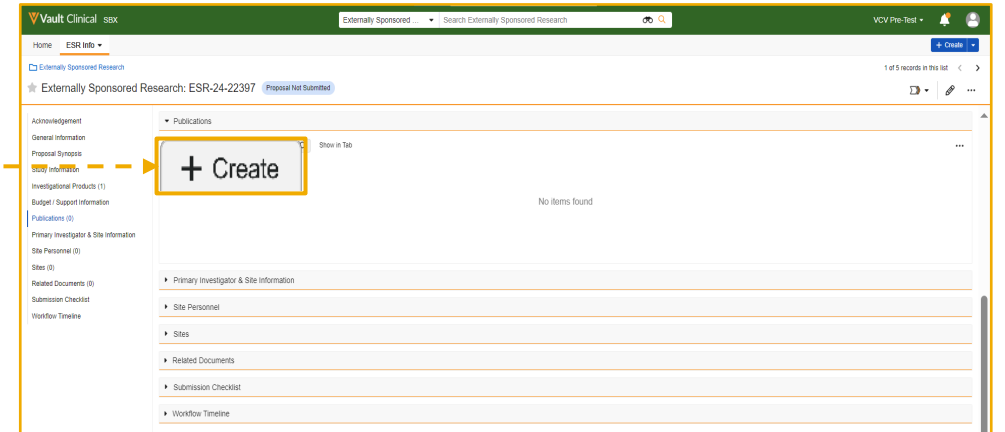 Vault Clinical SBX
Externally Sponsored ...
Search Externally Sponsored Research
VCV Pre-Test
Home
ESR Info
+ Create
Externally Sponsored Research
1 of 5 records in this list
Externally Sponsored Research: ESR-24-22397
Proposal Not Submitted
Acknowledgement
General Information
Proposal Synopsis
Study Information
Investigational Products (1)
Budget / Support Information
Publications (0)
Primary Investigator & Site Information
Site Personnel (0)
Sites (0)
Related Documents (0)
Submission Checklist
Workflow Timeline
Publications
Show in Tab
...
+ Create
No items found
Primary Investigator & Site Information
Site Personnel
Sites
Related Documents
Submission Checklist
Workflow Timeline